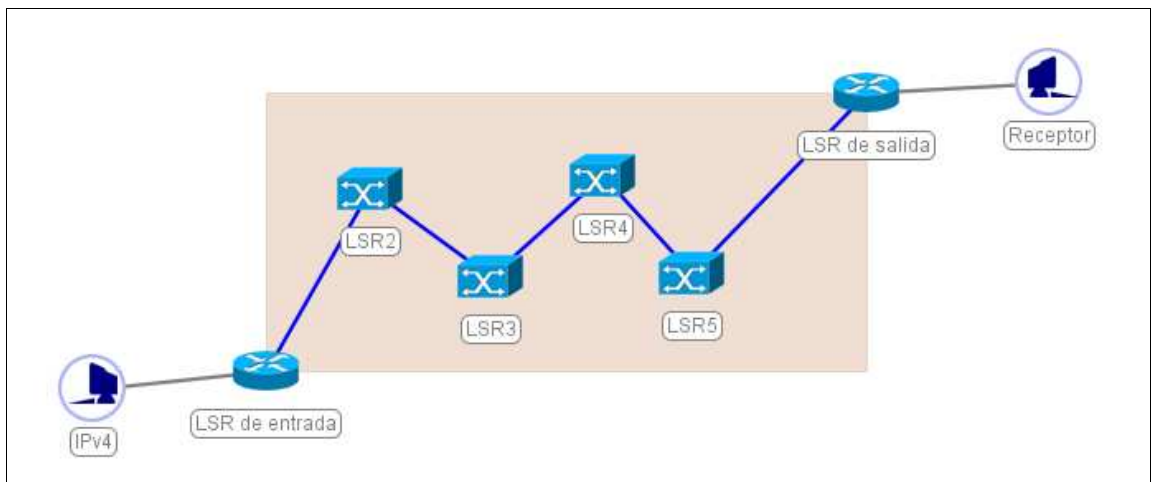 LSR de salida
Receptor
LSR2
LSR4
LSR3
LSR5
LSR de entrada
IPv4